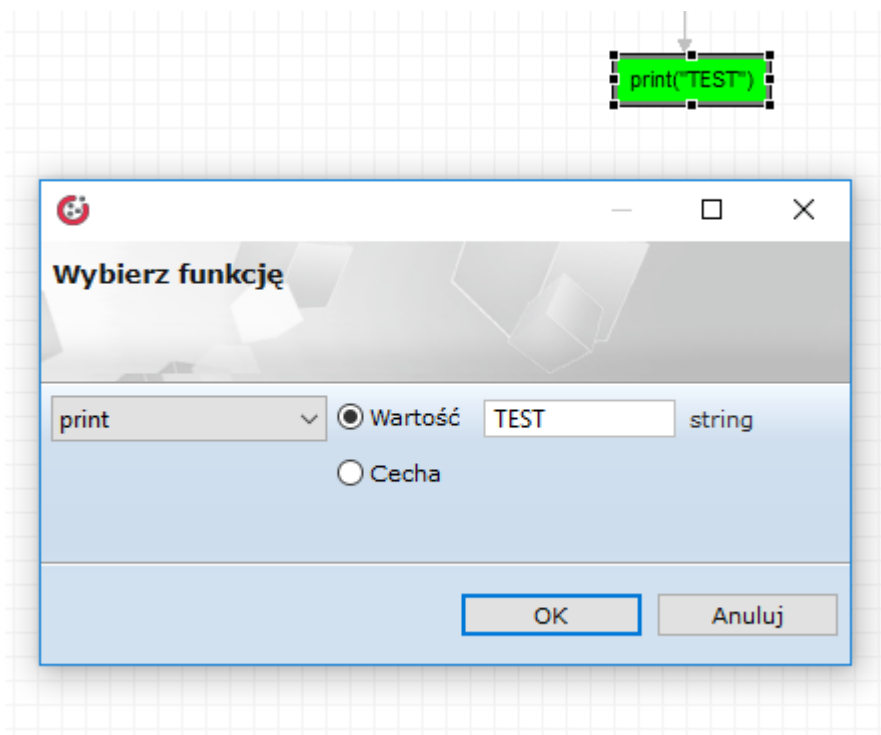 print("TEST")
Wybierz funkcję
print Wartość TEST string
Cecha
OK Anuluj